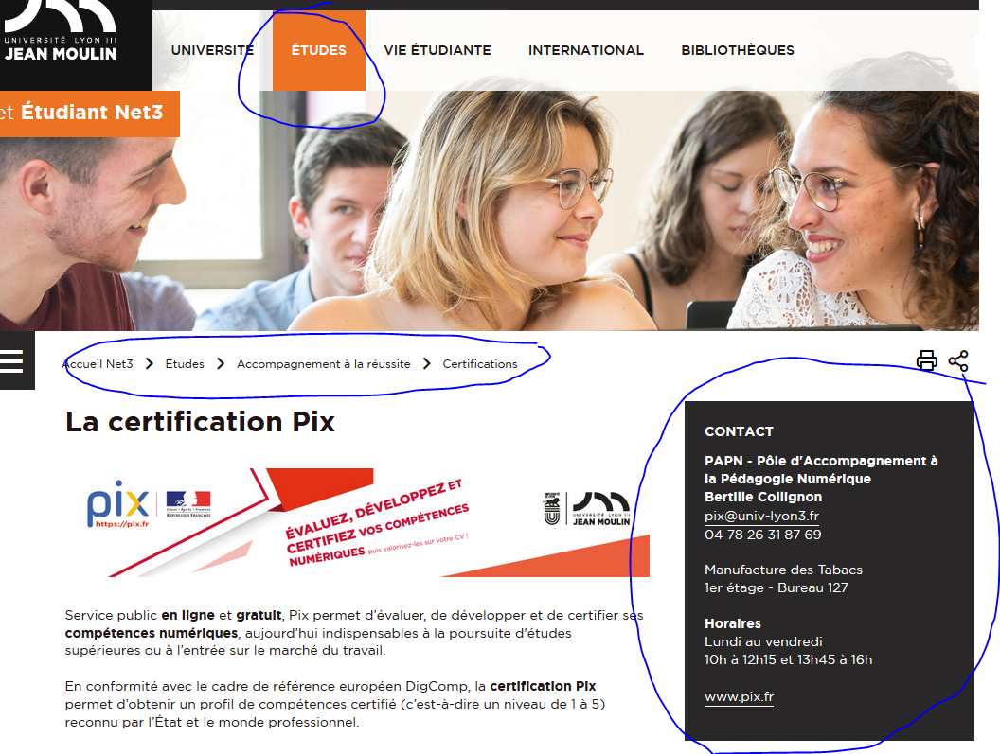 UNIVERSITÉ LYON III
JEAN MOULIN
UNIVERSITÉ
ÉTUDES
VIE ÉTUDIANTE
INTERNATIONAL
BIBLIOTHÈQUES
et Étudiant Net3
Accueil Net3 > Études > Accompagnement à la réussite > Certifications
La certification Pix
pix
https://pix.fr
RÉPUBLIQUE FRANÇAISE
ÉVALUEZ, DÉVELOPPEZ ET
CERTIFIEZ VOS COMPÉTENCES
NUMÉRIQUES puis valorisez-les sur votre CV !
UNIVERSITÉ LYON III
JEAN MOULIN
Service public en ligne et gratuit, Pix permet d'évaluer, de développer et de certifier ses
compétences numériques, aujourd'hui indispensables à la poursuite d'études
supérieures ou à l'entrée sur le marché du travail.
En conformité avec le cadre de référence européen DigComp, la certification Pix
permet d'obtenir un profil de compétences certifié (c'est-à-dire un niveau de 1 à 5)
reconnu par l'État et le monde professionnel.
CONTACT
PAPN - Pôle d'Accompagnement à
la Pédagogie Numérique
Bertille Collignon
pix@univ-lyon3.fr
04 78 26 31 87 69
Manufacture des Tabacs
1er étage - Bureau 127
Horaires
Lundi au vendredi
10h à 12h15 et 13h45 à 16h
www.pix.fr